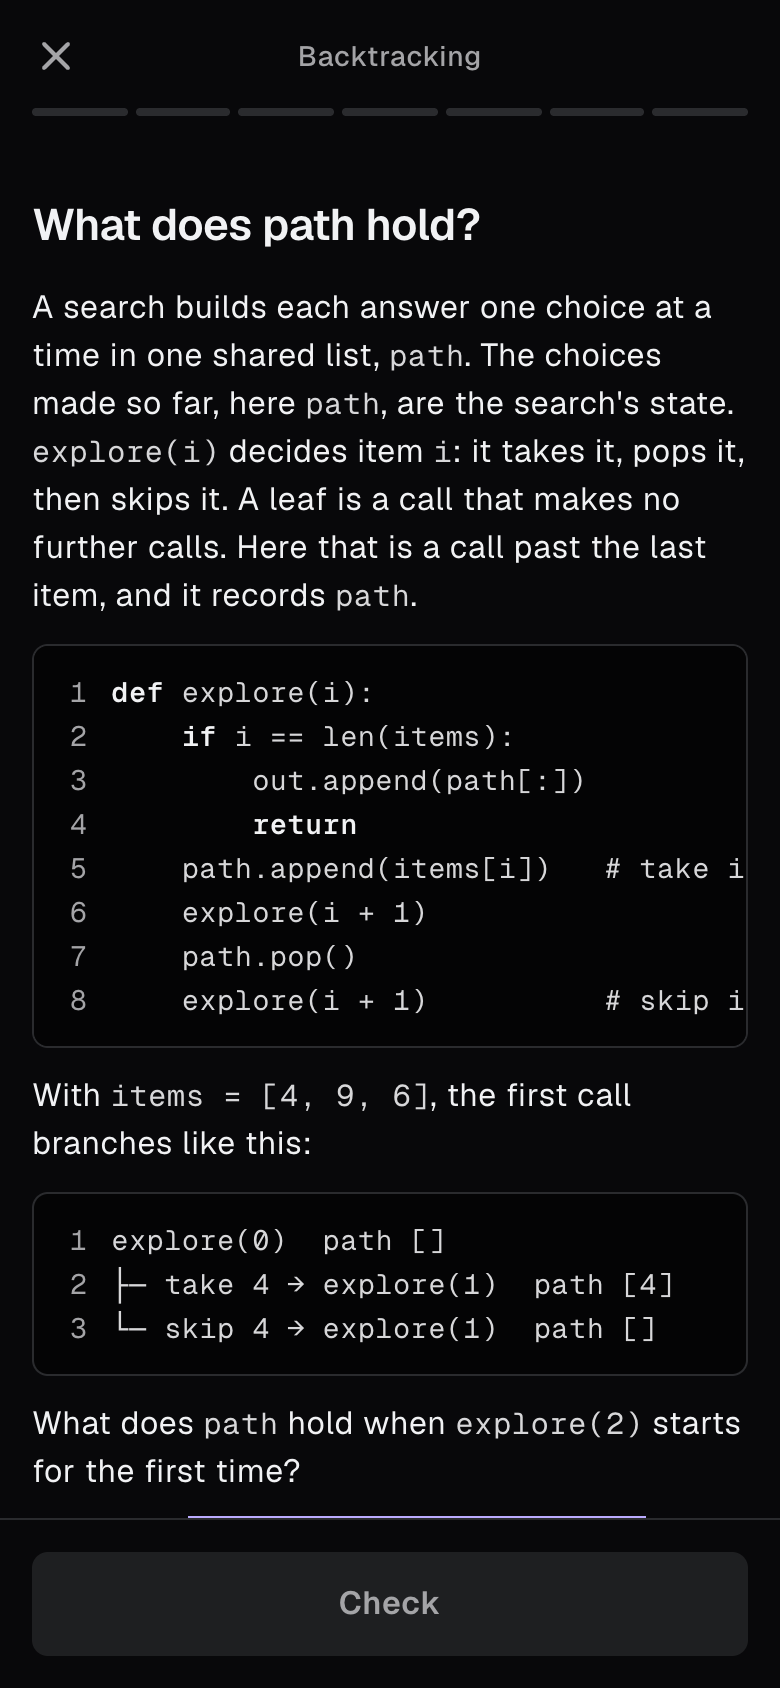 Backtracking
What does path hold?
A search builds each answer one choice at a
time in one shared list, path. The choices
made so far, here path, are the search's state.
explore(i) decides item i: it takes it, pops it,
then skips it. A leaf is a call that makes no
further calls. Here that is a call past the last
item, and it records path.
1 def explore(i):
2     if i == len(items):
3         out.append(path[:])
4         return
5     path.append(items[i])   # take i
6     explore(i + 1)
7     path.pop()
8     explore(i + 1)          # skip i
With items = [4, 9, 6], the first call
branches like this:
1 explore(0)  path []
2 ├─ take 4 → explore(1)  path [4]
3 └─ skip 4 → explore(1)  path []
What does path hold when explore(2) starts
for the first time?
Check